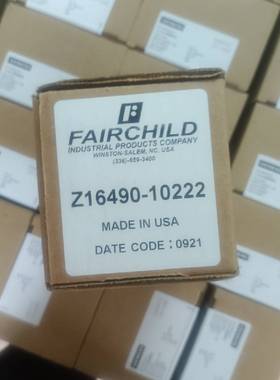 FAIRCHILD
INDUSTRIAL PRODUCTS COMPANY
WINSTON-SALEM, NC. USA
(336)-659-3400
Z16490-10222
MADE IN USA
DATE CODE : 0921